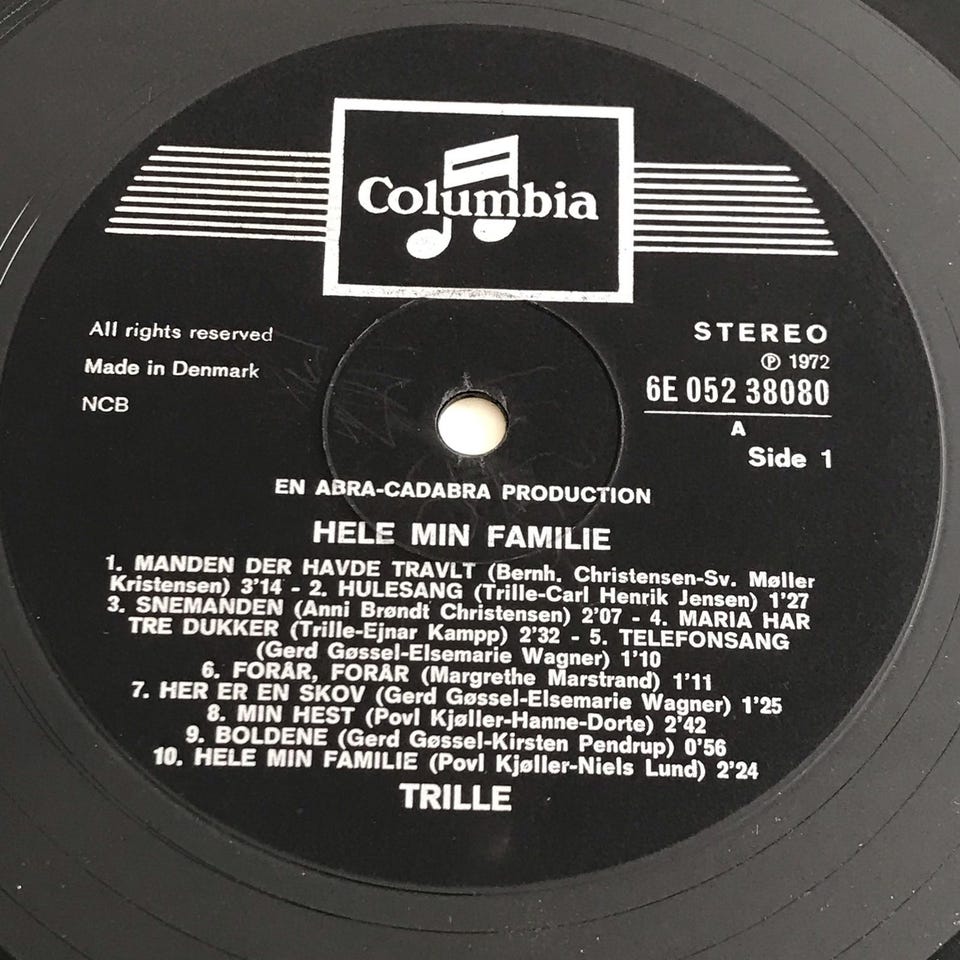 Columbia
All rights reserved
Made in Denmark
NCB
STEREO
Ⓟ 1972
6E 052 38080
A
Side 1
EN ABRA-CADABRA PRODUCTION
HELE MIN FAMILIE
1. MANDEN DER HAVDE TRAVLT (Bernh. Christensen-Sv. Møller
Kristensen) 3'14 - 2. HULESANG (Trille-Carl Henrik Jensen) 1'27
3. SNEMANDEN (Anni Brøndt Christensen) 2'07 - 4. MARIA HAR
TRE DUKKER (Trille-Ejnar Kampp) 2'32 - 5. TELEFONSANG
(Gerd Gøssel-Elsemarie Wagner) 1'10
6. FORÅR, FORÅR (Margrethe Marstrand) 1'11
7. HER ER EN SKOV (Gerd Gøssel-Elsemarie Wagner) 1'25
8. MIN HEST (Povl Kjøller-Hanne-Dorte) 2'42
9. BOLDENE (Gerd Gøssel-Kirsten Pendrup) 0'56
10. HELE MIN FAMILIE (Povl Kjøller-Niels Lund) 2'24
TRILLE